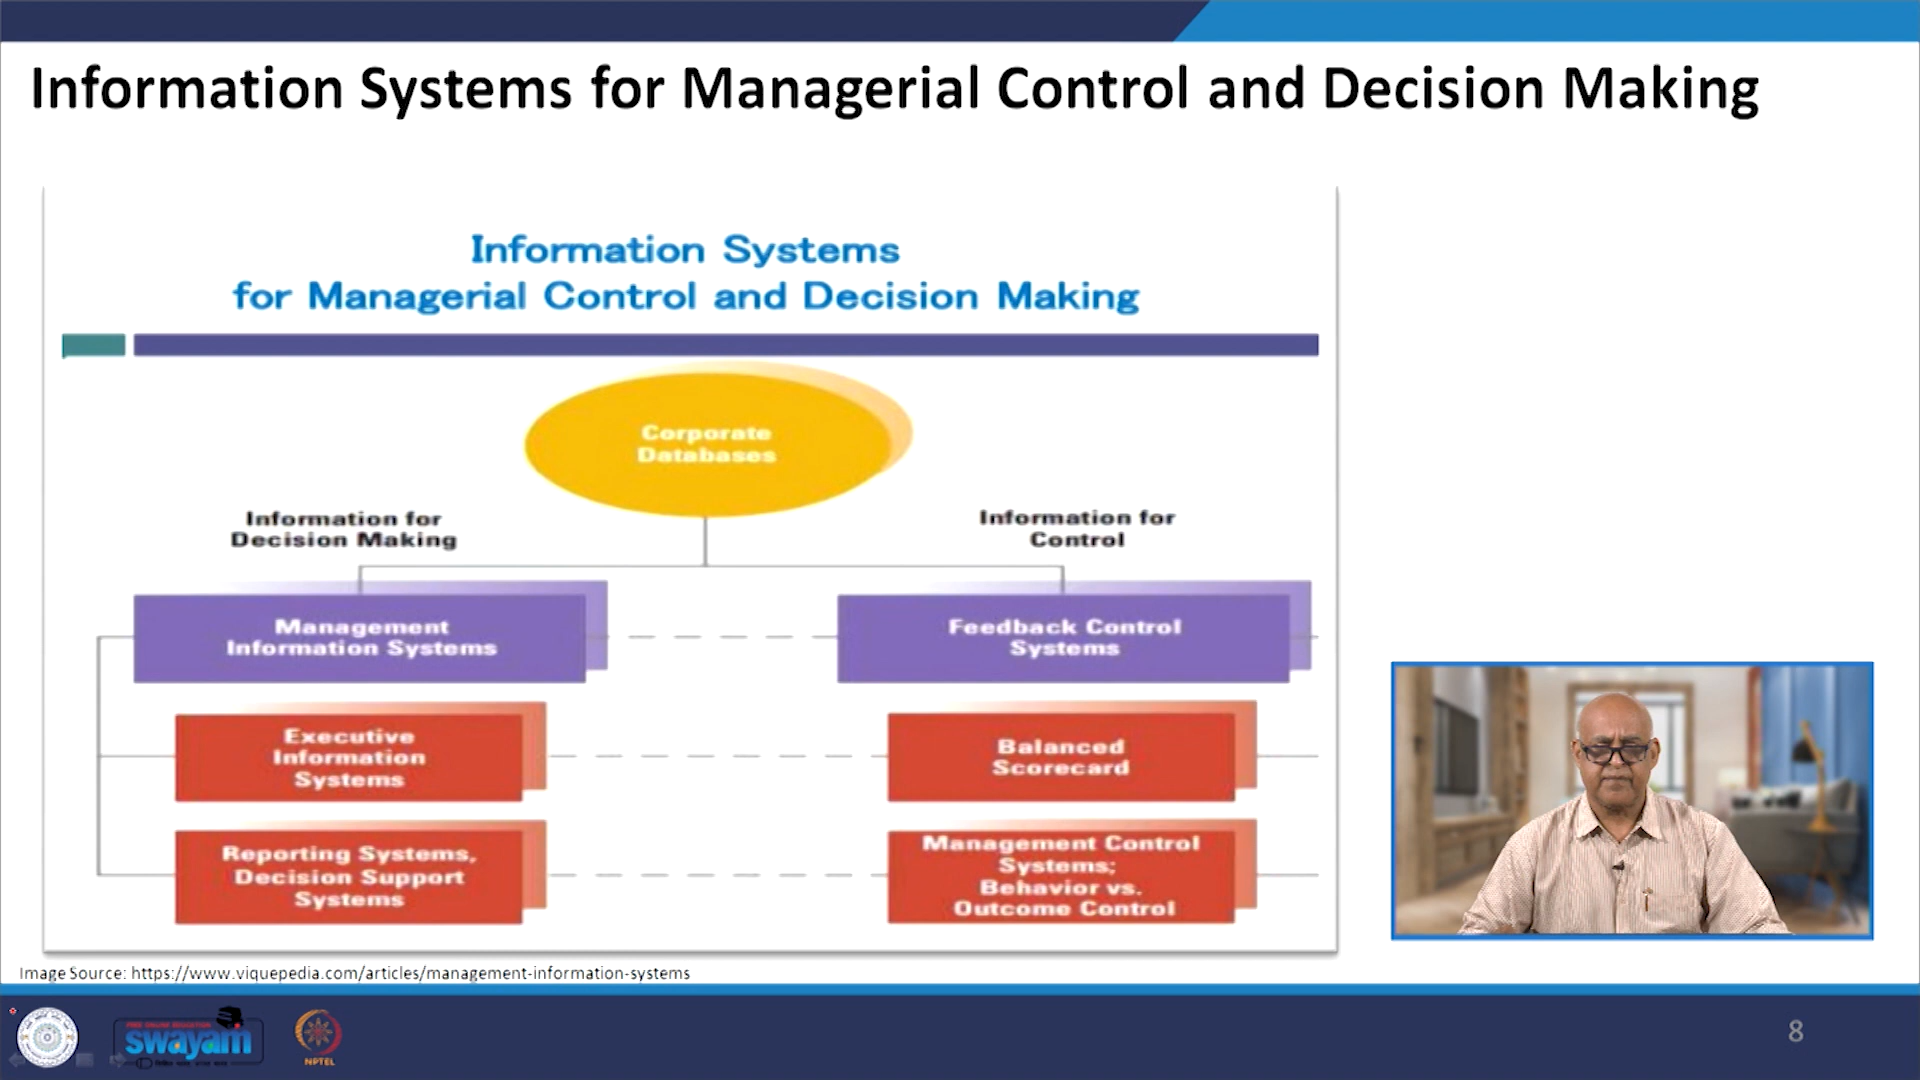 Information Systems for Managerial Control and Decision Making
Information Systems
for Managerial Control and Decision Making
Corporate
Databases
Information for
Decision Making
Information for
Control
Management
Information Systems
Feedback Control
Systems
Executive
Information
Systems
Balanced
Scorecard
Reporting Systems,
Decision Support
Systems
Management Control
Systems;
Behavior vs.
Outcome Control
Image Source: https://www.viquepedia.com/articles/management-information-systems
FREE ONLINE EDUCATION
swayam
NPTEL
8